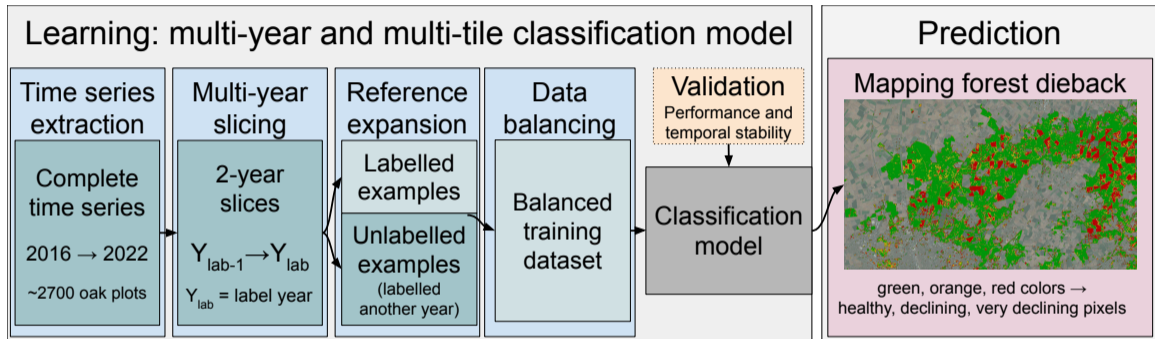 Learning: multi-year and multi-tile classification model
Time series
extraction
Complete
time series
2016 → 2022
~2700 oak plots
Multi-year
slicing
2-year
slices
Y_lab-1→Y_lab
Y_lab = label year
Reference
expansion
Labelled
examples
Unlabelled
examples
(labelled
another year)
Data
balancing
Balanced
training
dataset
Validation
Performance and
temporal stability
Classification
model
Prediction
Mapping forest dieback
green, orange, red colors →
healthy, declining, very declining pixels